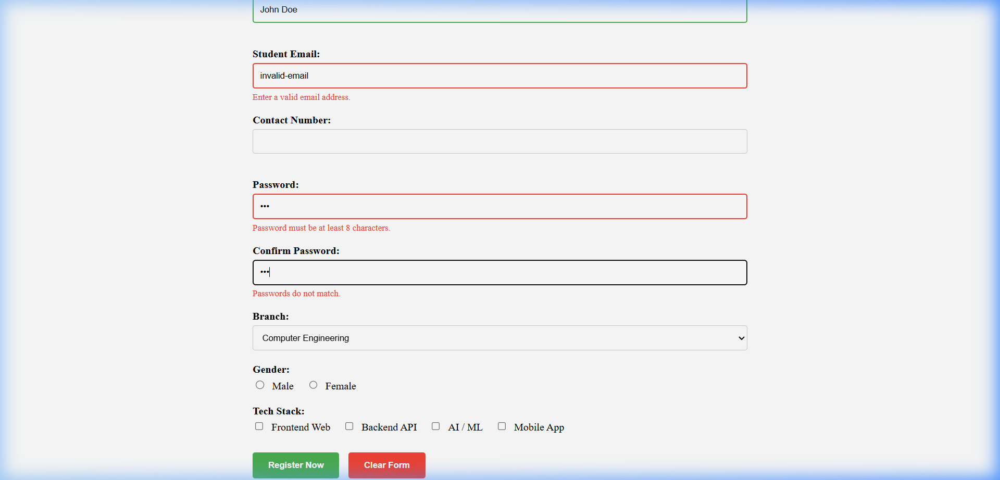 John Doe
Student Email:
invalid-email
Enter a valid email address.
Contact Number:
Password:
•••
Password must be at least 8 characters.
Confirm Password:
•••
Passwords do not match.
Branch:
Computer Engineering
Gender:
Male Female
Tech Stack:
Frontend Web Backend API AI / ML Mobile App
Register Now Clear Form